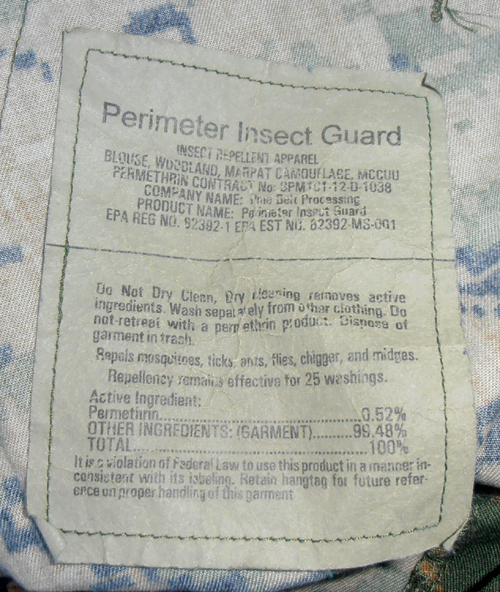 Perimeter Insect Guard
INSECT REPELLENT APPAREL
BLOUSE, WOODLAND, MARPAT CAMOUFLAGE, MCCUU
PERMETHRIN CONTRACT No: SPM1C1-12-D-1038
COMPANY NAME: Pine Belt Processing
PRODUCT NAME: Perimeter Insect Guard
EPA REG NO. 82392-1 EPA EST NO. 82392-MS-001
Do Not Dry Clean, Dry cleaning removes active
ingredients. Wash separately from other clothing. Do
not-retreat with a permethrin product. Dispose of
garment in trash.
Repels mosquitoes, ticks, ants, flies, chigger, and midges.
Repellency remains effective for 25 washings.
Active Ingredient:
Permethirn............................................0.52%
OTHER INGREDIENTS: (GARMENT).........99.48%
TOTAL..................................................100%
It is a violation of Federal Law to use this product in a manner in-
consistent with its labeling. Retain hangtag for future refer-
ence on proper handling of this garment